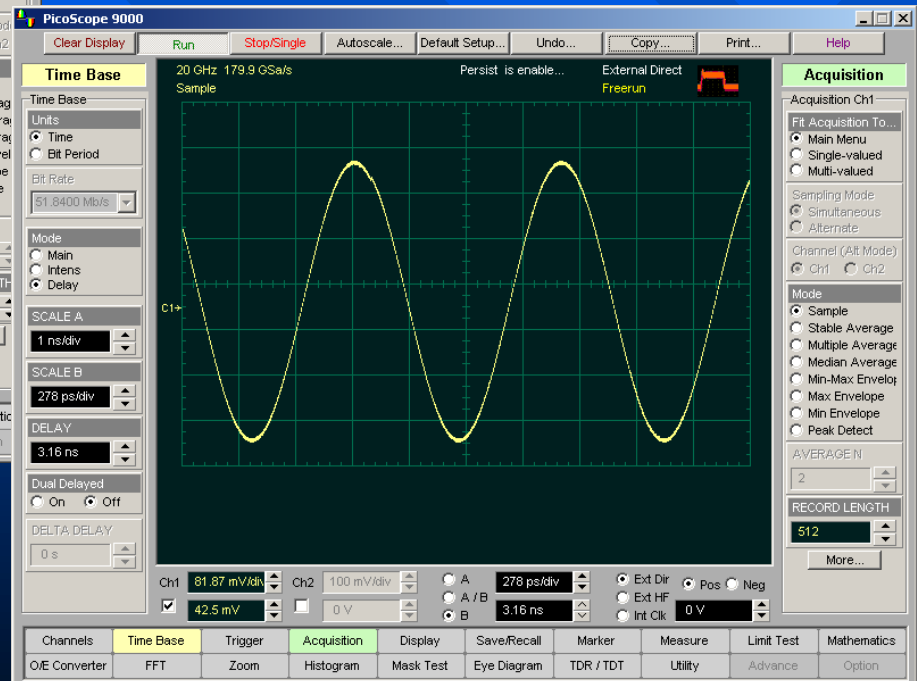 PicoScope 9000
Clear Display
Run
Stop/Single
Autoscale...
Default Setup...
Undo...
Copy...
Print...
Help
Time Base
Time Base
Units
Time
Bit Period
Bit Rate
51.8400 Mb/s
Mode
Main
Intens
Delay
SCALE A
1 ns/div
SCALE B
278 ps/div
DELAY
3.16 ns
Dual Delayed
On Off
DELTA DELAY
0 s
20 GHz 179.9 GSa/s
Sample
Persist is enable...
External Direct
Freerun
C1
Acquisition
Acquisition Ch1
Fit Acquisition To...
Main Menu
Single-valued
Multi-valued
Sampling Mode
Simultaneous
Alternate
Channel (Alt Mode)
Ch1 Ch2
Mode
Sample
Stable Average
Multiple Average
Median Average
Min-Max Envelop
Max Envelope
Min Envelope
Peak Detect
AVERAGE N
2
RECORD LENGTH
512
More...
Ch1 81.87 mV/div Ch2 100 mV/div A 278 ps/div Ext Dir Pos Neg
A / B Ext HF
42.5 mV 0 V B 3.16 ns Int Clk 0 V
Channels Time Base Trigger Acquisition Display Save/Recall Marker Measure Limit Test Mathematics
O/E Converter FFT Zoom Histogram Mask Test Eye Diagram TDR / TDT Utility Advance Option